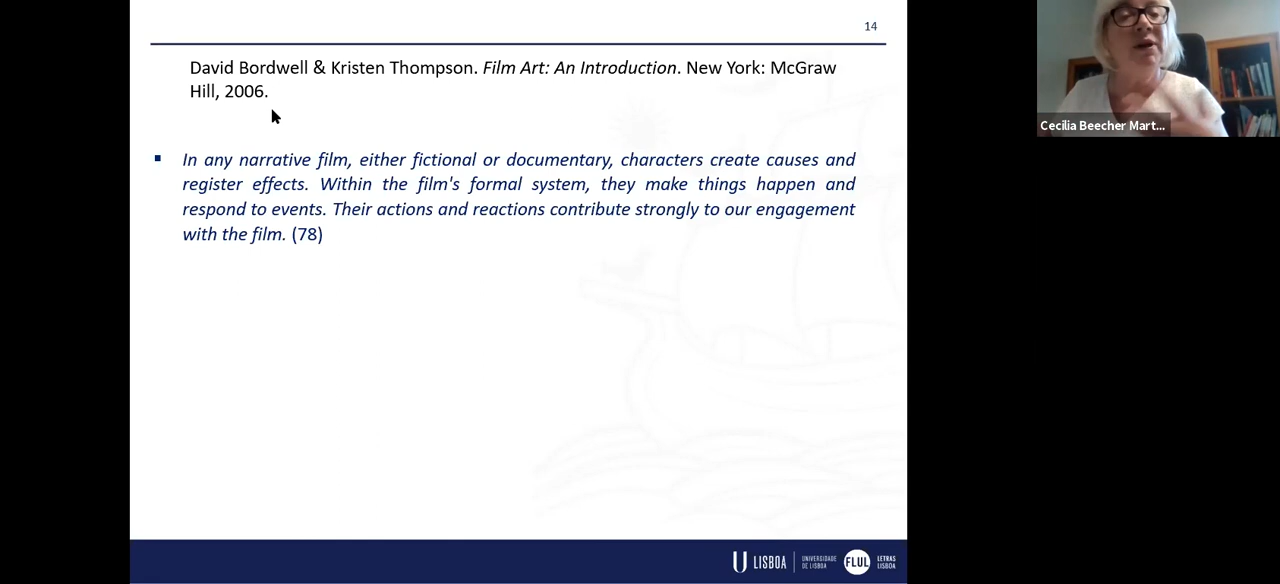 14
David Bordwell & Kristen Thompson. Film Art: An Introduction. New York: McGraw
Hill, 2006.
Cecilia Beecher Mart...
▪ In any narrative film, either fictional or documentary, characters create causes and
register effects. Within the film's formal system, they make things happen and
respond to events. Their actions and reactions contribute strongly to our engagement
with the film. (78)
U LISBOA
UNIVERSIDADE
DE LISBOA
FLUL
LETRAS
LISBOA